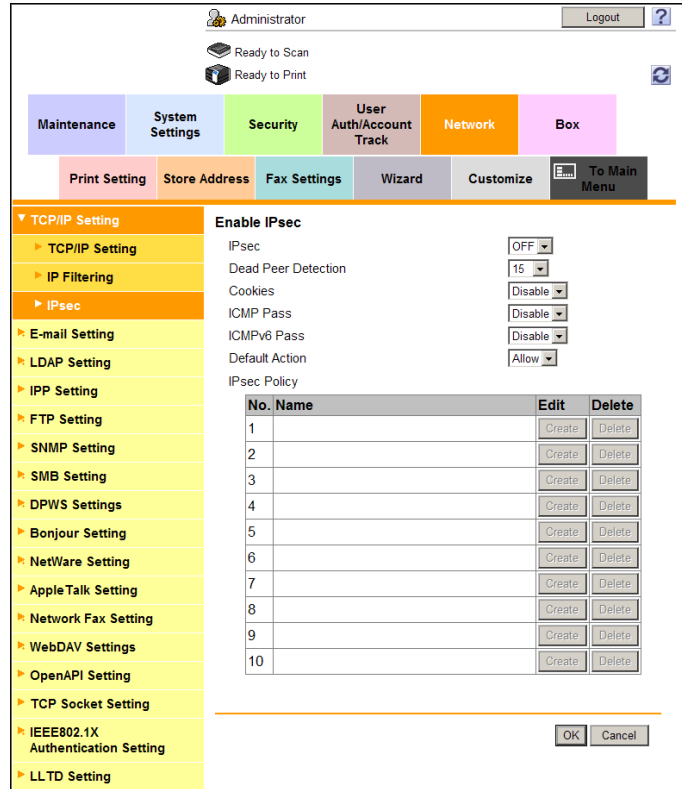 Administrator
Logout
?
Ready to Scan
Ready to Print
Maintenance
System
Settings
Security
User
Auth/Account
Track
Network
Box
Print Setting
Store Address
Fax Settings
Wizard
Customize
To Main
Menu
TCP/IP Setting
TCP/IP Setting
IP Filtering
IPsec
E-mail Setting
LDAP Setting
IPP Setting
FTP Setting
SNMP Setting
SMB Setting
DPWS Settings
Bonjour Setting
NetWare Setting
AppleTalk Setting
Network Fax Setting
WebDAV Settings
OpenAPI Setting
TCP Socket Setting
IEEE802.1X
Authentication Setting
LLTD Setting
Enable IPsec
IPsec OFF
Dead Peer Detection 15
Cookies Disable
ICMP Pass Disable
ICMPv6 Pass Disable
Default Action Allow
IPsec Policy
No. Name Edit Delete
1 Create Delete
2 Create Delete
3 Create Delete
4 Create Delete
5 Create Delete
6 Create Delete
7 Create Delete
8 Create Delete
9 Create Delete
10 Create Delete
OK Cancel